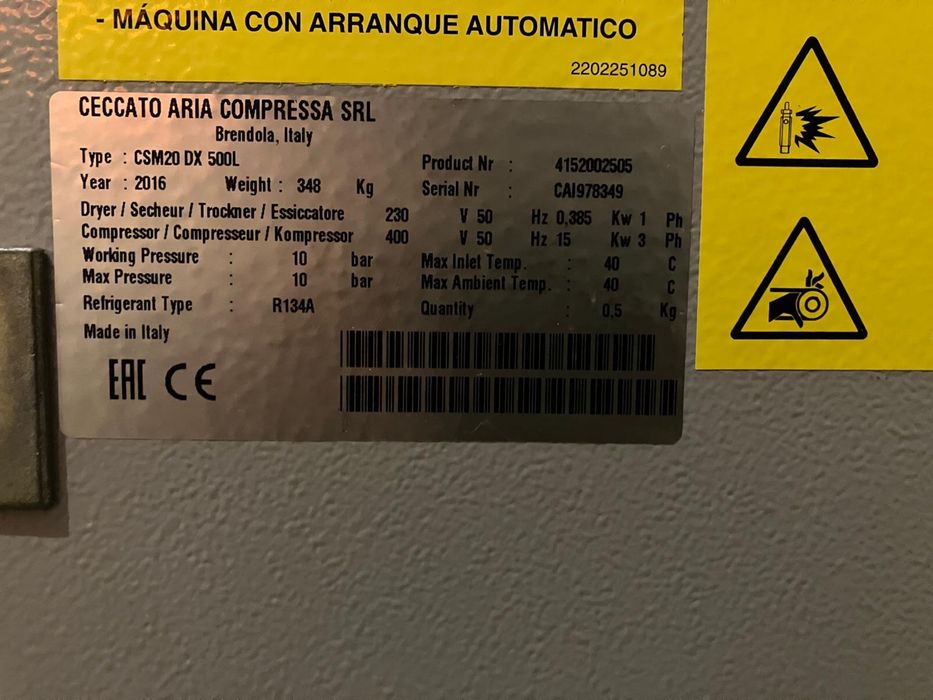 - MÁQUINA CON ARRANQUE AUTOMATICO
2202251089
CECCATO ARIA COMPRESSA SRL
Brendola, Italy
Type : CSM20 DX 500L Product Nr : 4152002505
Year : 2016 Weight : 348 Kg Serial Nr : CAI978349
Dryer / Secheur / Trockner / Essiccatore 230 V 50 Hz 0,385 Kw 1 Ph
Compressor / Compresseur / Kompressor 400 V 50 Hz 15 Kw 3 Ph
Working Pressure : 10 bar Max Inlet Temp. : 40 C
Max Pressure : 10 bar Max Ambient Temp. : 40 C
Refrigerant Type : R134A Quantity : 0,5 Kg
Made in Italy
EAC CE